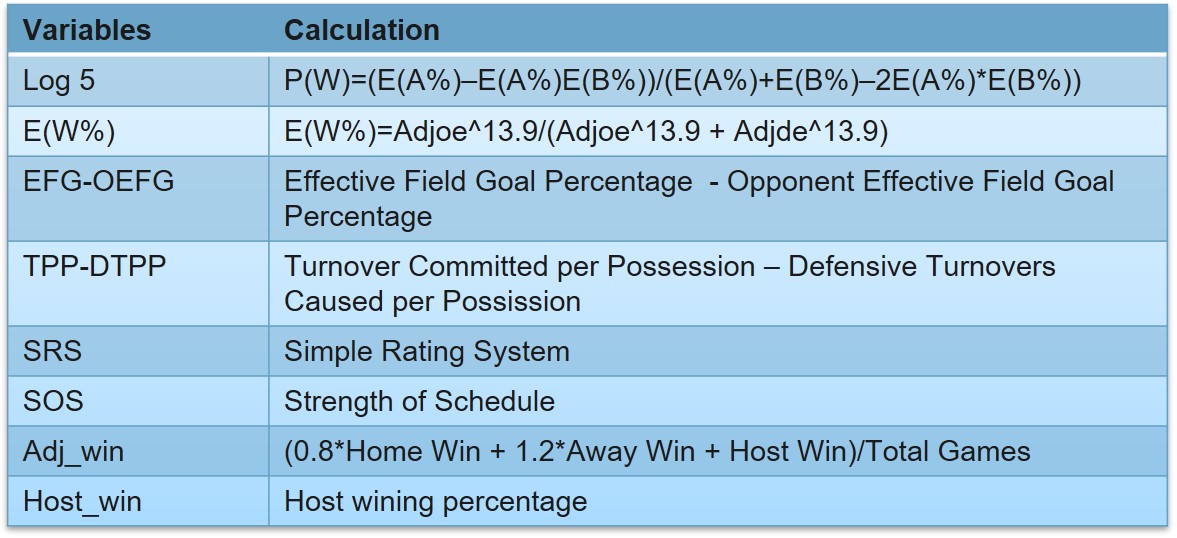 Variables Calculation
Log 5 P(W)=(E(A%)–E(A%)E(B%))/(E(A%)+E(B%)–2E(A%)*E(B%))
E(W%) E(W%)=Adjoe^13.9/(Adjoe^13.9 + Adjde^13.9)
EFG-OEFG Effective Field Goal Percentage  - Opponent Effective Field Goal
Percentage
TPP-DTPP Turnover Committed per Possession – Defensive Turnovers
Caused per Possission
SRS Simple Rating System
SOS Strength of Schedule
Adj_win (0.8*Home Win + 1.2*Away Win + Host Win)/Total Games
Host_win Host wining percentage